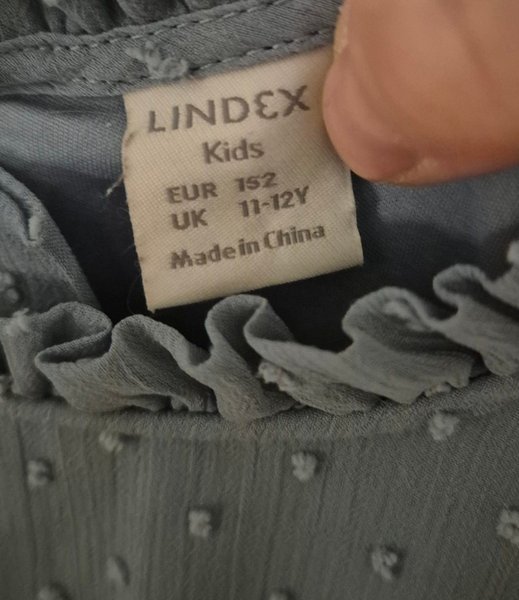 LINDEX
Kids
EUR 152
UK 11-12Y
Made in China